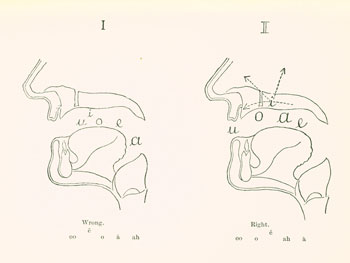 I
i
u o e
a
Wrong.
ē
oo o á ah
II
i
u o a e
Right.
ē
oo o ah á